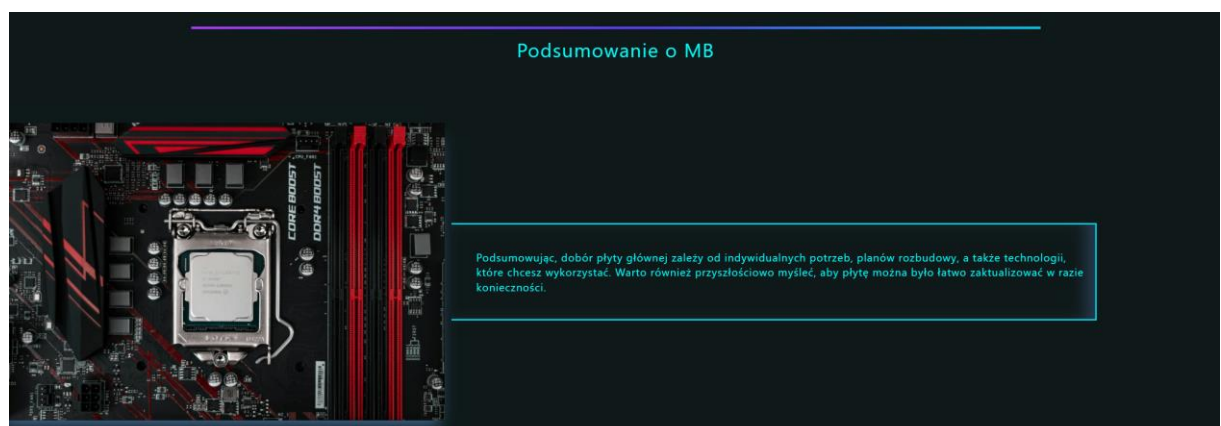 Podsumowanie o MB
CORE BOOST
DDR4 BOOST
CPU_FAN1
Podsumowując, dobór płyty głównej zależy od indywidualnych potrzeb, planów rozbudowy, a także technologii,
które chcesz wykorzystać. Warto również przyszłościowo myśleć, aby płytę można było łatwo zaktualizować w razie
konieczności.